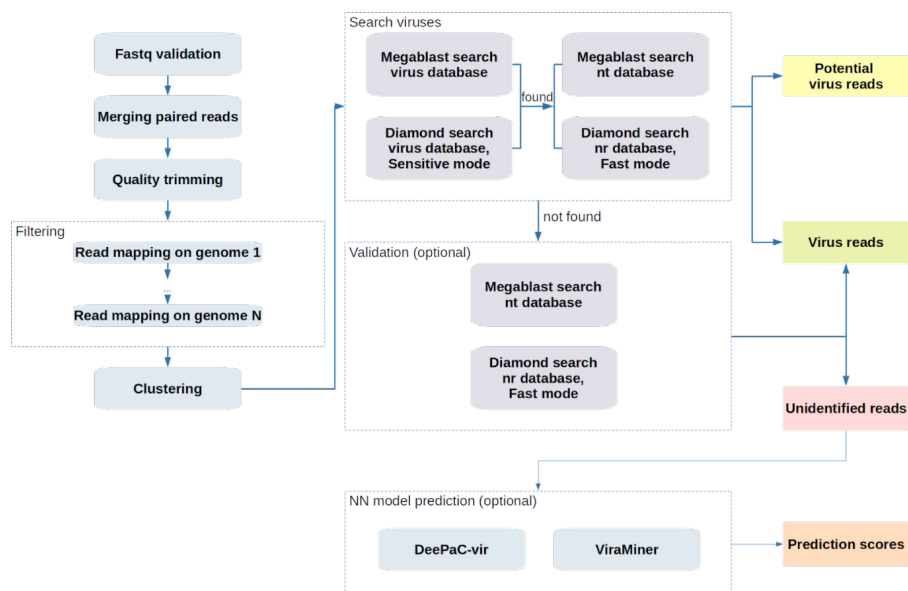 Fastq validation
Merging paired reads
Quality trimming
Filtering
Read mapping on genome 1
...
Read mapping on genome N
Clustering
Search viruses
Megablast search
virus database
Diamond search
virus database,
Sensitive mode
found
Megablast search
nt database
Diamond search
nr database,
Fast mode
not found
Validation (optional)
Megablast search
nt database
Diamond search
nr database,
Fast mode
Potential
virus reads
Virus reads
Unidentified reads
NN model prediction (optional)
DeePaC-vir
ViraMiner
Prediction scores